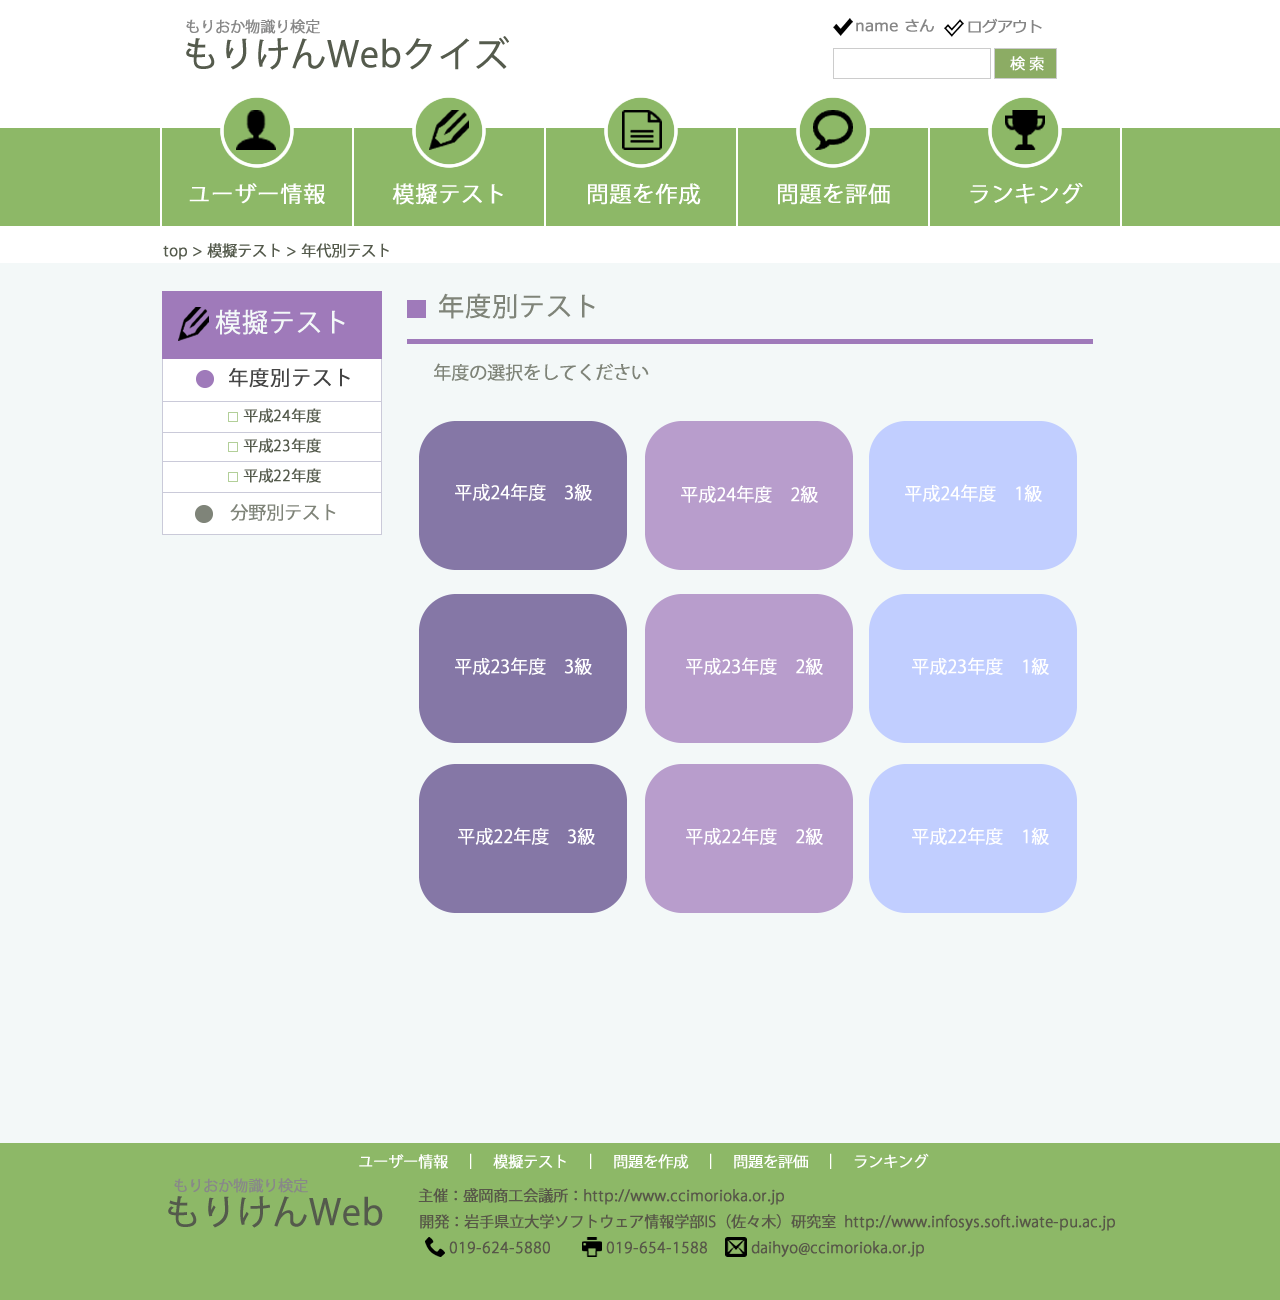 もりおか物識り検定
もりけんWebクイズ
name さん ログアウト
検 索
ユーザー情報 模擬テスト 問題を作成 問題を評価 ランキング
top > 模擬テスト > 年代別テスト
模擬テスト
年度別テスト
平成24年度
平成23年度
平成22年度
分野別テスト
年度別テスト
年度の選択をしてください
平成24年度 3級 平成24年度 2級 平成24年度 1級
平成23年度 3級 平成23年度 2級 平成23年度 1級
平成22年度 3級 平成22年度 2級 平成22年度 1級
ユーザー情報 | 模擬テスト | 問題を作成 | 問題を評価 | ランキング
もりおか物識り検定
もりけんWeb
主催：盛岡商工会議所：http://www.ccimorioka.or.jp
開発：岩手県立大学ソフトウェア情報学部IS（佐々木）研究室 http://www.infosys.soft.iwate-pu.ac.jp
019-624-5880 019-654-1588 daihyo@ccimorioka.or.jp